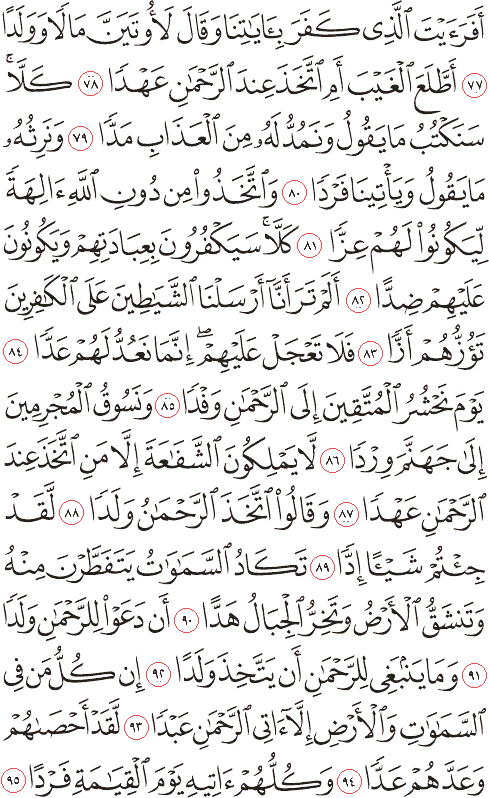 أَفَرَءَيْتَ ٱلَّذِى كَفَرَ بِـَٔايَٰتِنَا وَقَالَ لَأُوتَيَنَّ مَالًا وَوَلَدًا
٧٧ أَطَّلَعَ ٱلْغَيْبَ أَمِ ٱتَّخَذَ عِندَ ٱلرَّحْمَٰنِ عَهْدًا ٧٨ كَلَّا ۚ
سَنَكْتُبُ مَا يَقُولُ وَنَمُدُّ لَهُۥ مِنَ ٱلْعَذَابِ مَدًّا ٧٩ وَنَرِثُهُۥ
مَا يَقُولُ وَيَأْتِينَا فَرْدًا ٨٠ وَٱتَّخَذُوا۟ مِن دُونِ ٱللَّهِ ءَالِهَةً
لِّيَكُونُوا۟ لَهُمْ عِزًّا ٨١ كَلَّا ۚ سَيَكْفُرُونَ بِعِبَادَتِهِمْ وَيَكُونُونَ
عَلَيْهِمْ ضِدًّا ٨٢ أَلَمْ تَرَ أَنَّآ أَرْسَلْنَا ٱلشَّيَٰطِينَ عَلَى ٱلْكَٰفِرِينَ
تَؤُزُّهُمْ أَزًّا ٨٣ فَلَا تَعْجَلْ عَلَيْهِمْ ۖ إِنَّمَا نَعُدُّ لَهُمْ عَدًّا ٨٤
يَوْمَ نَحْشُرُ ٱلْمُتَّقِينَ إِلَى ٱلرَّحْمَٰنِ وَفْدًا ٨٥ وَنَسُوقُ ٱلْمُجْرِمِينَ
إِلَىٰ جَهَنَّمَ وِرْدًا ٨٦ لَّا يَمْلِكُونَ ٱلشَّفَٰعَةَ إِلَّا مَنِ ٱتَّخَذَ عِندَ
ٱلرَّحْمَٰنِ عَهْدًا ٨٧ وَقَالُوا۟ ٱتَّخَذَ ٱلرَّحْمَٰنُ وَلَدًا ٨٨ لَّقَدْ
جِئْتُمْ شَيْـًٔا إِدًّا ٨٩ تَكَادُ ٱلسَّمَٰوَٰتُ يَتَفَطَّرْنَ مِنْهُ
وَتَنشَقُّ ٱلْأَرْضُ وَتَخِرُّ ٱلْجِبَالُ هَدًّا ٩٠ أَن دَعَوْا۟ لِلرَّحْمَٰنِ وَلَدًا
٩١ وَمَا يَنۢبَغِى لِلرَّحْمَٰنِ أَن يَتَّخِذَ وَلَدًا ٩٢ إِن كُلُّ مَن فِى
ٱلسَّمَٰوَٰتِ وَٱلْأَرْضِ إِلَّآ ءَاتِى ٱلرَّحْمَٰنِ عَبْدًا ٩٣ لَّقَدْ أَحْصَىٰهُمْ
وَعَدَّهُمْ عَدًّا ٩٤ وَكُلُّهُمْ ءَاتِيهِ يَوْمَ ٱلْقِيَٰمَةِ فَرْدًا ٩٥